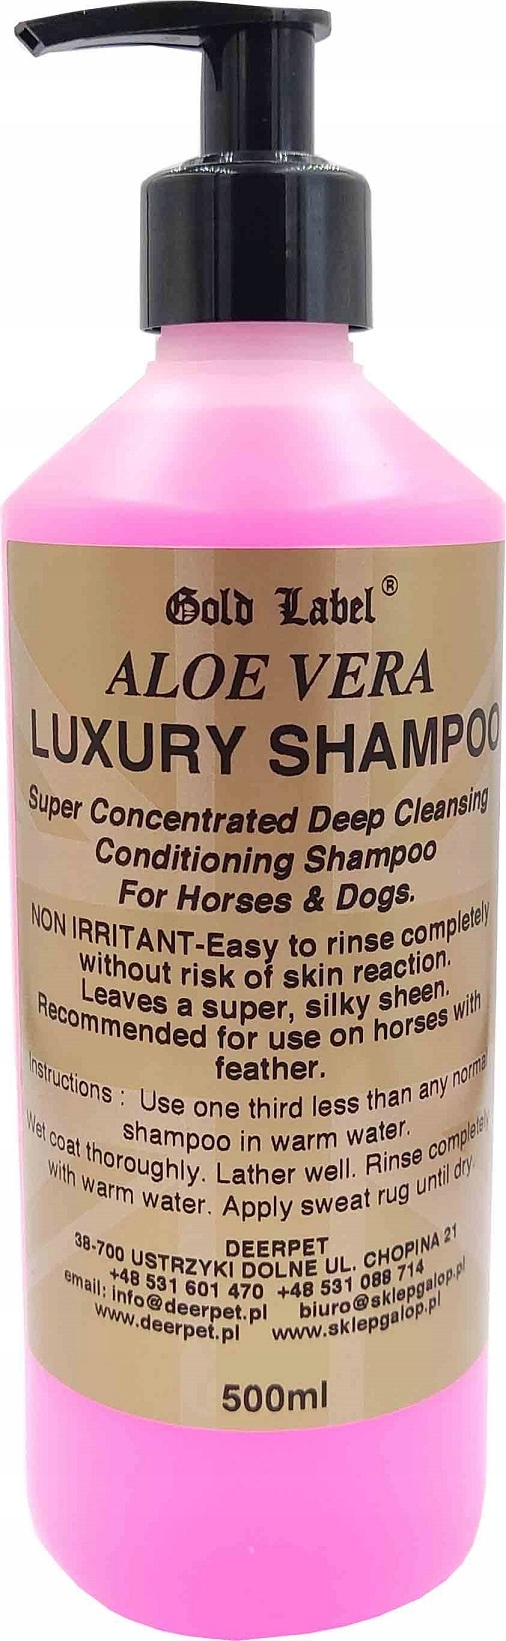 Gold Label®
ALOE VERA
LUXURY SHAMPOO
Super Concentrated Deep Cleansing
Conditioning Shampoo
For Horses & Dogs.
NON IRRITANT-Easy to rinse completely
without risk of skin reaction.
Leaves a super, silky sheen.
Recommended for use on horses with
feather.
Instructions : Use one third less than any normal
shampoo in warm water.
Wet coat thoroughly. Lather well. Rinse completely
with warm water. Apply sweat rug until dry.
DEERPET
38-700 USTRZYKI DOLNE UL. CHOPINA 21
+48 531 601 470 +48 531 088 714
email: info@deerpet.pl biuro@sklepgalop.pl
www.deerpet.pl www.sklepgalop.pl
500ml